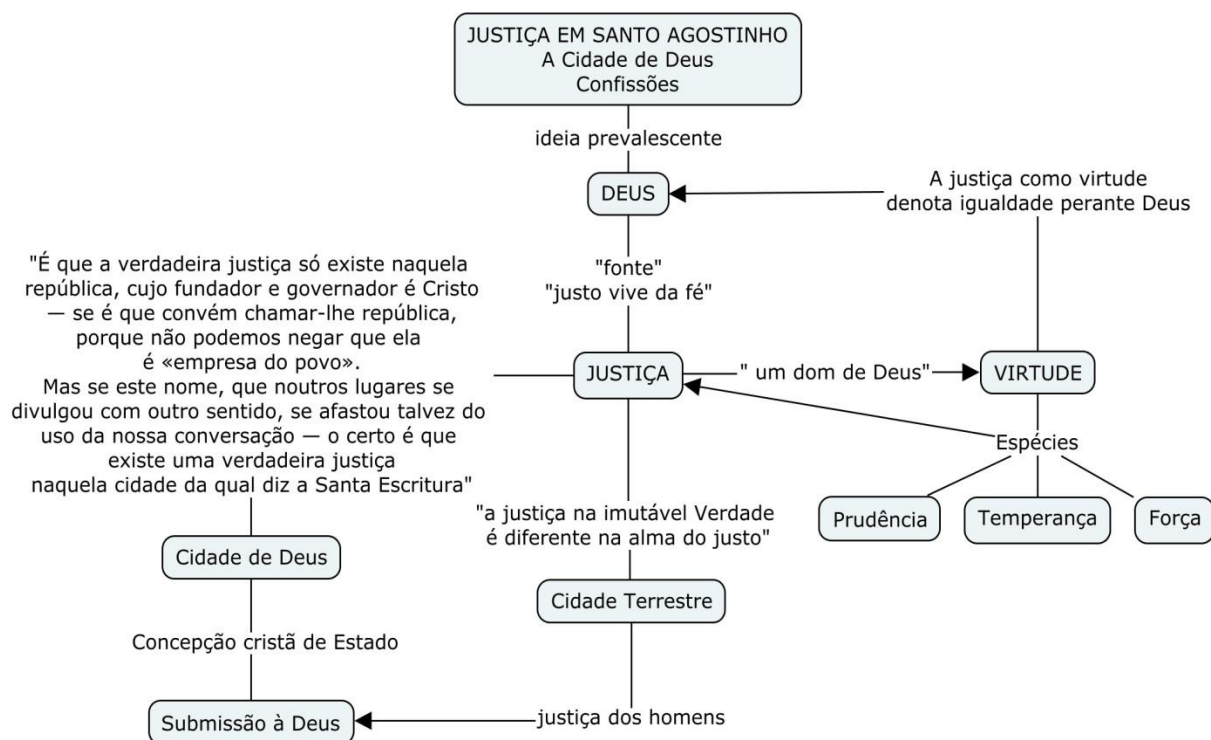 JUSTIÇA EM SANTO AGOSTINHO
A Cidade de Deus
Confissões
ideia prevalescente
DEUS
A justiça como virtude
denota igualdade perante Deus
"fonte"
"justo vive da fé"
"É que a verdadeira justiça só existe naquela
república, cujo fundador e governador é Cristo
— se é que convém chamar-lhe república,
porque não podemos negar que ela
é «empresa do povo».
Mas se este nome, que noutros lugares se
divulgou com outro sentido, se afastou talvez do
uso da nossa conversação — o certo é que
existe uma verdadeira justiça
naquela cidade da qual diz a Santa Escritura"
JUSTIÇA
" um dom de Deus"
VIRTUDE
Espécies
Prudência
Temperança
Força
"a justiça na imutável Verdade
é diferente na alma do justo"
Cidade de Deus
Cidade Terrestre
Concepção cristã de Estado
Submissão à Deus
justiça dos homens